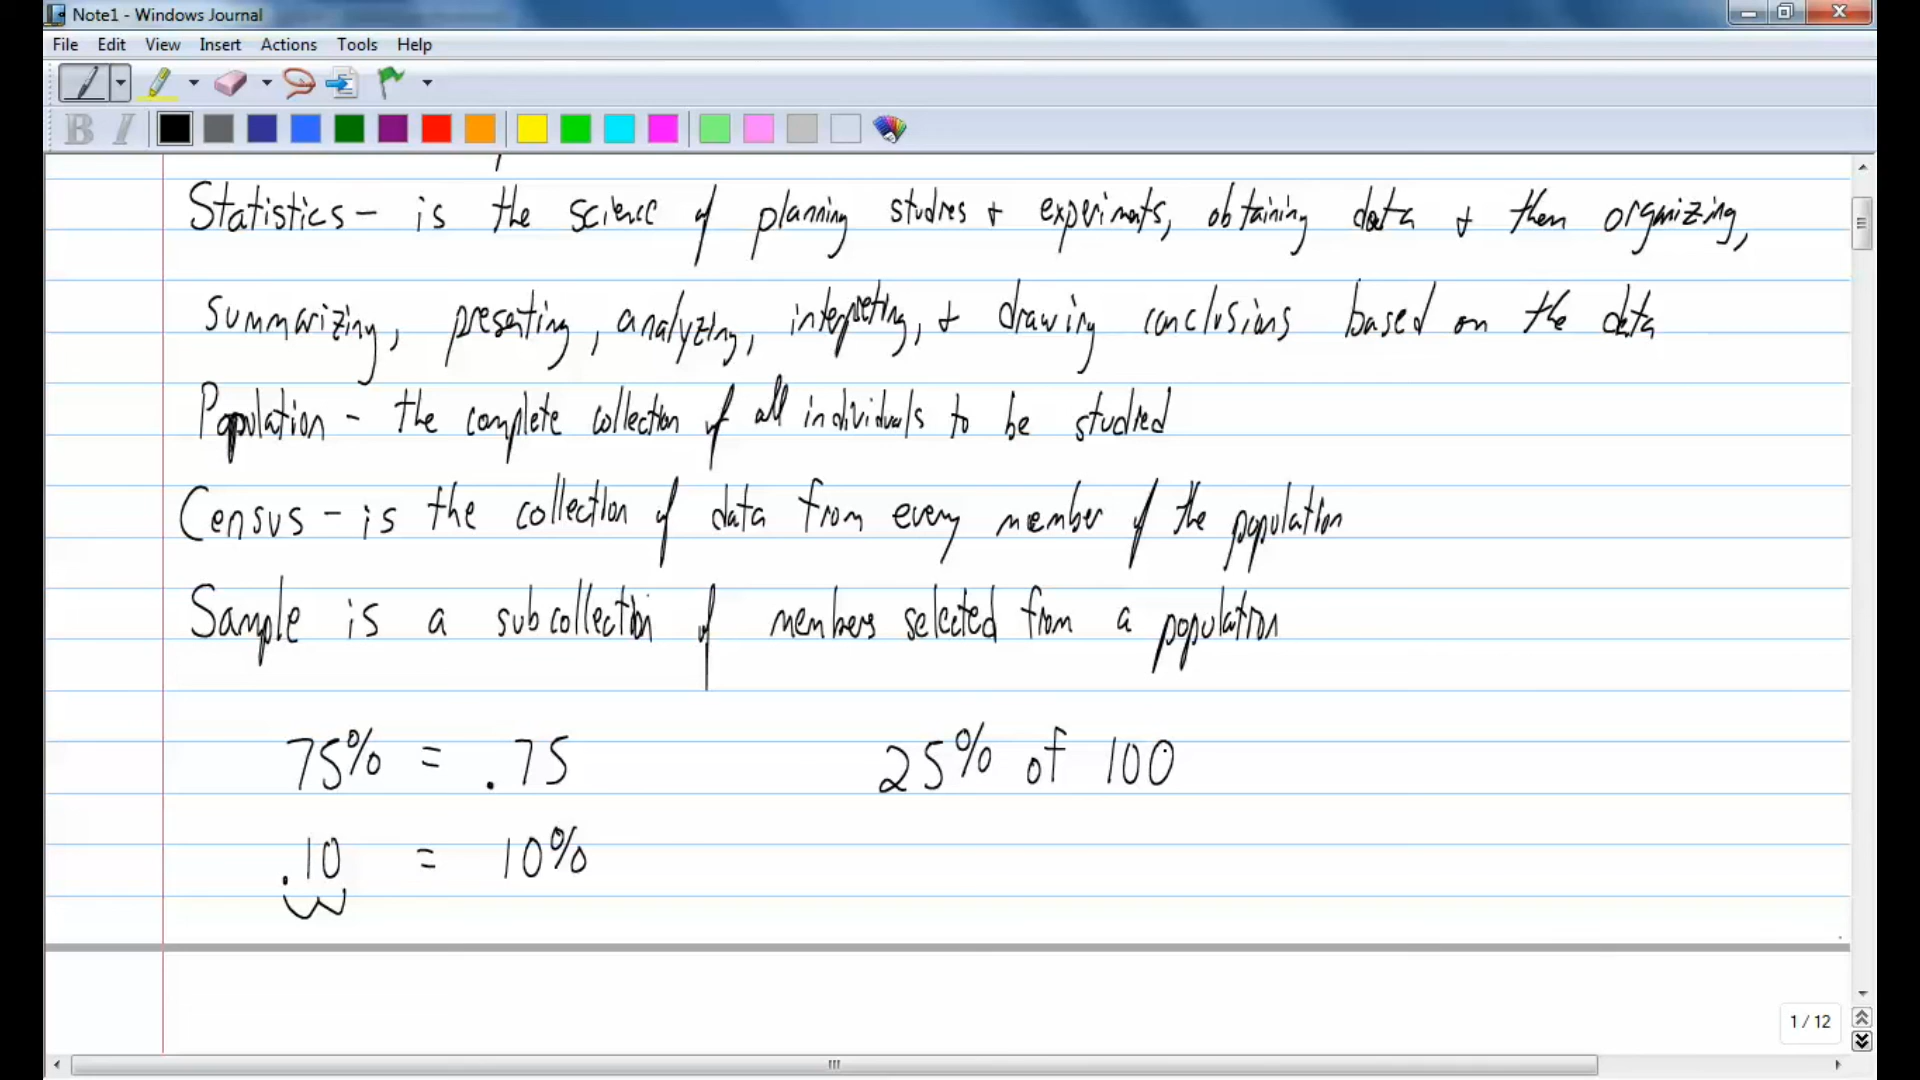 Note1 - Windows Journal
File Edit View Insert Actions Tools Help
B I
Statistics - is the science of planning studies + experiments, obtaining data + then organizing,
summarizing, presenting, analyzing, interpreting, + drawing conclusions based on the data
Population - the complete collection of all individuals to be studied
Census - is the collection of data from every member of the population
Sample is a subcollection of members selected from a population
75% = .75 25% of 100
.10 = 10%
1 / 12